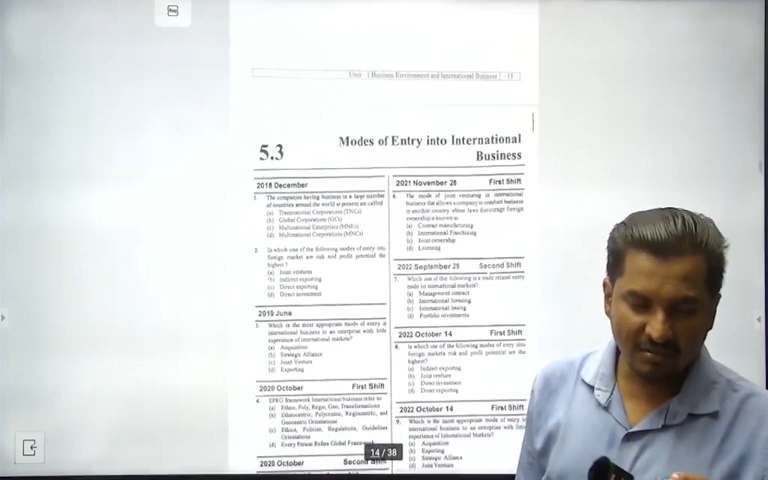 Unit - I Business Environment and International Business - 13
5.3
Modes of Entry into International
Business
2018 December
1. The companies having business in a large number
of countries around the world at present are called
(a) Transnational Corporations (TNCs)
(b) Global Corporations (GCs)
(c) Multinational Enterprises (MNEs)
(d) Multinational Corporations (MNCs)
2. In which one of the following modes of entry into
foreign market are risk and profit potential the
highest ?
(a) Joint ventures
(b) Indirect exporting
(c) Direct exporting
(d) Direct investment
2019 June
3. Which is the most appropriate mode of entry in
international business to an enterprise with little
experience of international markets?
(a) Acquisition
(b) Strategic Alliance
(c) Joint Venture
(d) Exporting
2020 October First Shift
4. EPRG framework International business refer to
(a) Ethno, Poly, Regio, Geo, Transformations
(b) Ethnocentric, Polycentric, Regiocentric, and
Geocentric Orientations
(c) Ethics, Policies, Regulations, Guidelines
Orientations
(d) Every Person Refers Global Framework
2020 October Second Shift
2021 November 26 First Shift
6. The mode of joint venturing in international
business that allows a company to conduct business
in another country whose laws discourage foreign
ownership is known as
(a) Contract manufacturing
(b) International Franchising
(c) Joint ownership
(d) Licensing
2022 September 29 Second Shift
7. Which one of the following is a trade related entry
mode in international markets?
(a) Management contract
(b) International licensing
(c) International leasing
(d) Portfolio investments
2022 October 14 First Shift
8. In which one of the following modes of entry into
foreign markets risk and profit potential are the
highest?
(a) Indirect exporting
(b) Joint venture
(c) Direct investment
(d) Direct exporting
2022 October 14 First Shift
9. Which is the most appropriate mode of entry in
international business to an enterprise with little
experience of International Markets?
(a) Acquisition
(b) Exporting
(c) Strategic Alliance
(d) Joint Venture
14 / 38